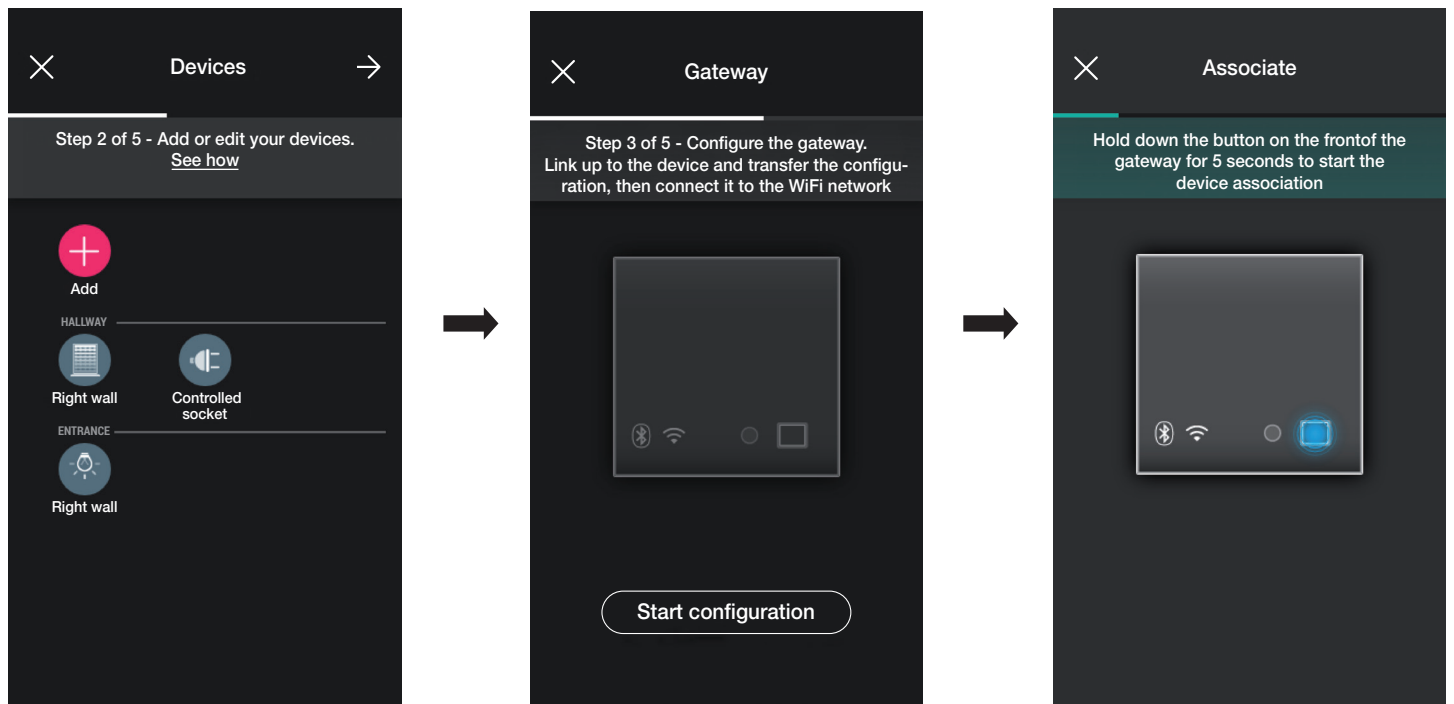 Devices
Step 2 of 5 - Add or edit your devices.
See how
Add
HALLWAY
Right wall
Controlled
socket
ENTRANCE
Right wall
Gateway
Step 3 of 5 - Configure the gateway.
Link up to the device and transfer the configu-
ration, then connect it to the WiFi network
Start configuration
Associate
Hold down the button on the frontof the
gateway for 5 seconds to start the
device association